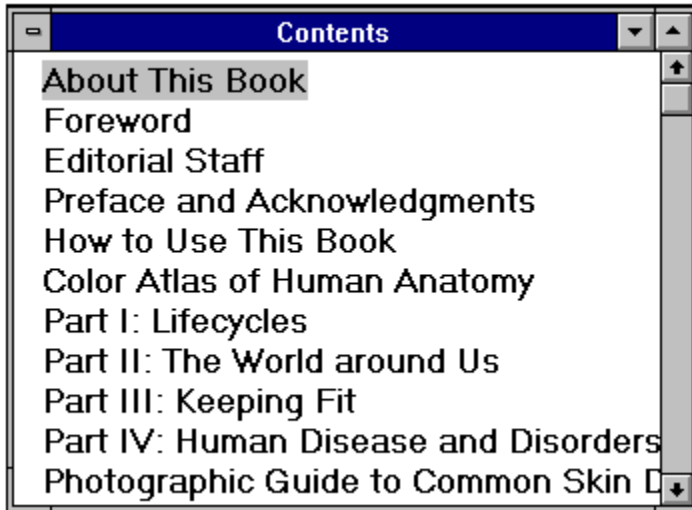 Contents
About This Book
Foreword
Editorial Staff
Preface and Acknowledgments
How to Use This Book
Color Atlas of Human Anatomy
Part I: Lifecycles
Part II: The World around Us
Part III: Keeping Fit
Part IV: Human Disease and Disorders
Photographic Guide to Common Skin